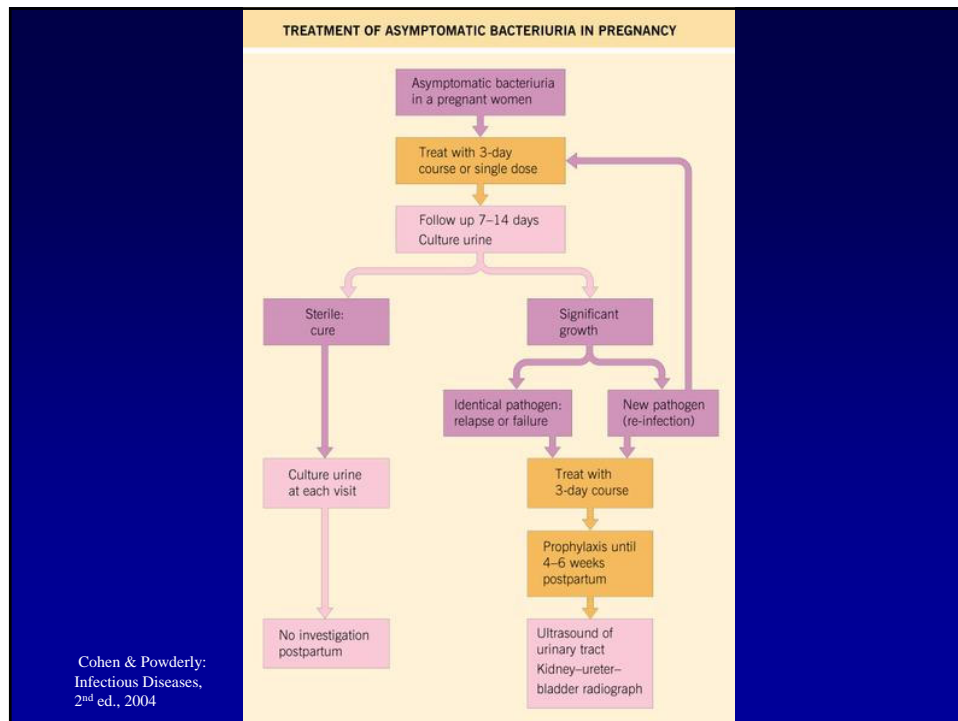 TREATMENT OF ASYMPTOMATIC BACTERIURIA IN PREGNANCY
Asymptomatic bacteriuria
in a pregnant women
Treat with 3-day
course or single dose
Follow up 7–14 days
Culture urine
Sterile:
cure
Significant
growth
Identical pathogen:
relapse or failure
New pathogen
(re-infection)
Culture urine
at each visit
Treat with
3-day course
Prophylaxis until
4–6 weeks
postpartum
No investigation
postpartum
Ultrasound of
urinary tract
Kidney–ureter–
bladder radiograph
Cohen & Powderly:
Infectious Diseases,
2nd ed., 2004